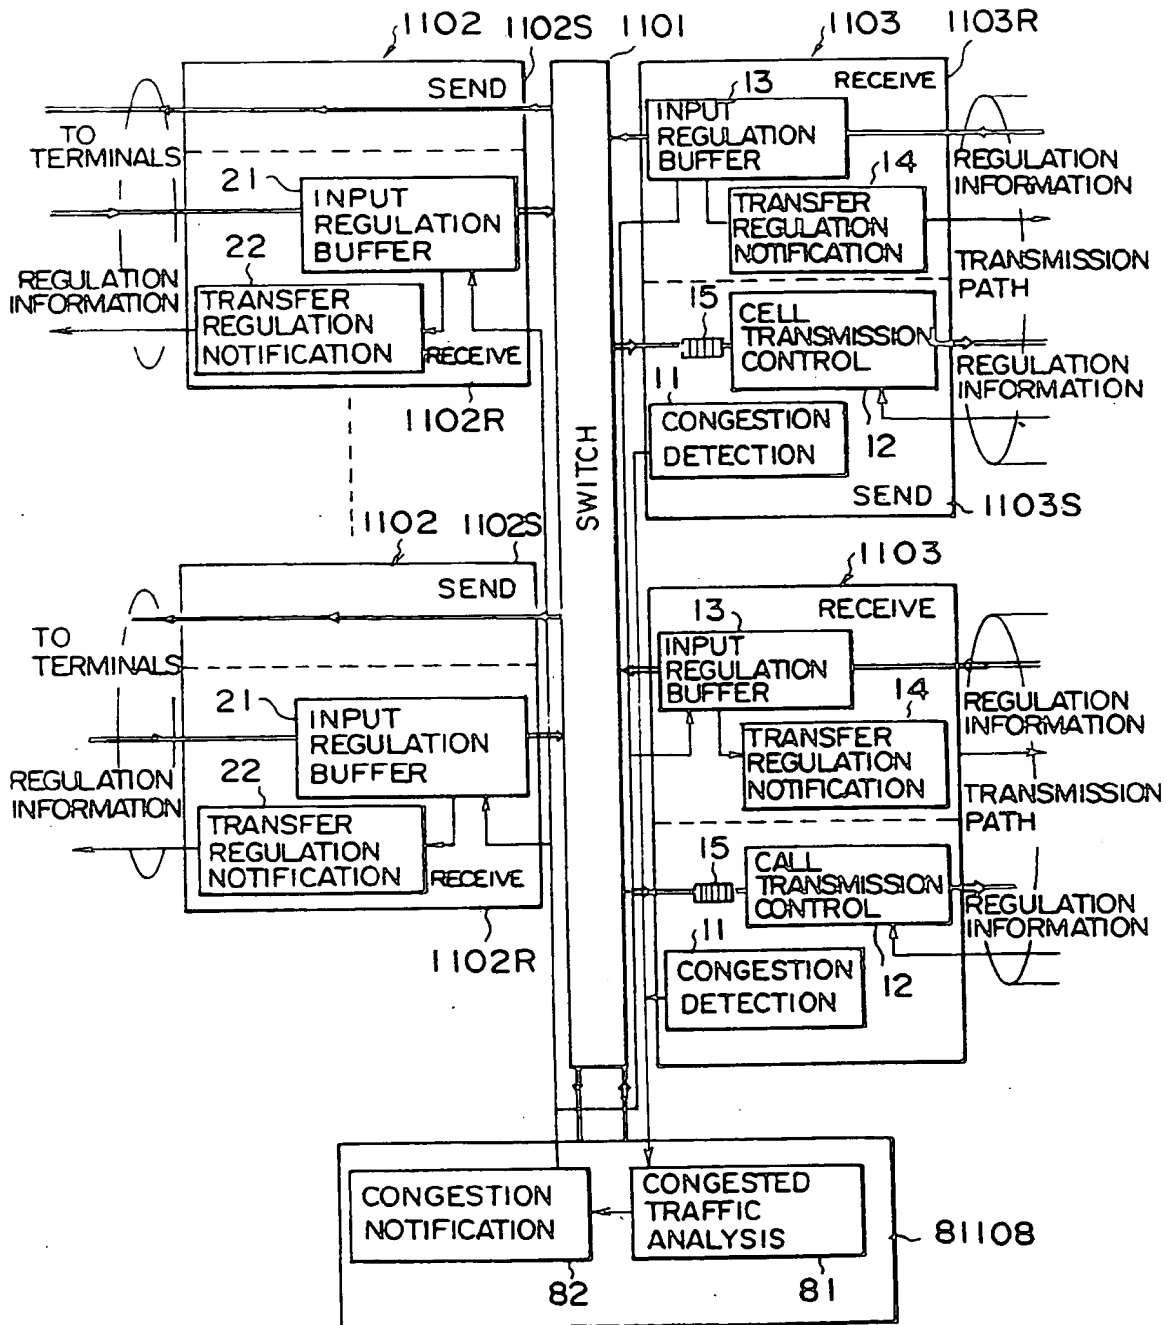 1102
1102S
1101
1103
1103R
SEND
TO
TERMINALS
21
INPUT
REGULATION
BUFFER
22
REGULATION
INFORMATION
TRANSFER
REGULATION
NOTIFICATION
RECEIVE
1102R
SWITCH
RECEIVE
13
INPUT
REGULATION
BUFFER
REGULATION
INFORMATION
14
TRANSFER
REGULATION
NOTIFICATION
TRANSMISSION
PATH
15
CELL
TRANSMISSION
CONTROL
REGULATION
INFORMATION
11
CONGESTION
DETECTION
12
SEND
1103S
1102
1102S
SEND
TO
TERMINALS
21
INPUT
REGULATION
BUFFER
22
REGULATION
INFORMATION
TRANSFER
REGULATION
NOTIFICATION
RECEIVE
1102R
1103
RECEIVE
13
INPUT
REGULATION
BUFFER
14
REGULATION
INFORMATION
TRANSFER
REGULATION
NOTIFICATION
TRANSMISSION
PATH
15
CALL
TRANSMISSION
CONTROL
REGULATION
INFORMATION
11
CONGESTION
DETECTION
12
CONGESTION
NOTIFICATION
82
CONGESTED
TRAFFIC
ANALYSIS
81
81108